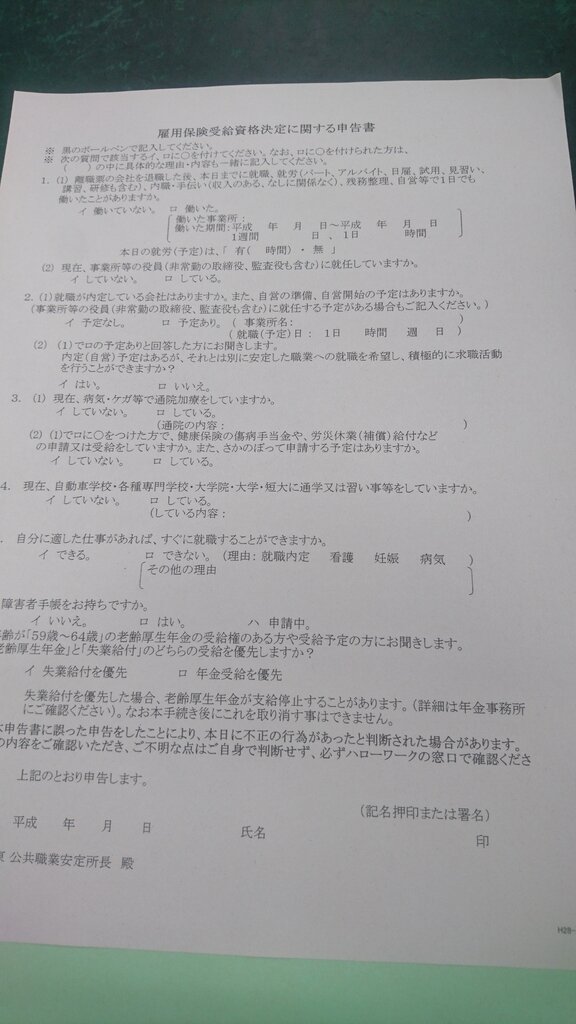 雇用保険受給資格決定に関する申告書
※ 黒のボールペンで記入してください。
※ 次の質問で該当するイ、ロに○を付けてください。なお、ロに○を付けられた方は、
( )の中に具体的な理由・内容も一緒に記入してください。
1. (1) 離職票の会社を退職した後、本日までに就職、就労(パート、アルバイト、日雇、試用、見習い、
講習、研修も含む)、内職・手伝い(収入のある、なしに関係なく)、残務整理、自営等で1日でも
働いたことがありますか。
イ 働いていない。 ロ 働いた。
働いた事業所:
働いた期間:平成 年 月 日~平成 年 月 日
1週間 日 、1日 時間
本日の就労(予定)は、「 有( 時間) ・ 無 」
(2) 現在、事業所等の役員(非常勤の取締役、監査役も含む)に就任していますか。
イ していない。 ロ している。
2. (1)就職が内定している会社はありますか。また、自営の準備、自営開始の予定はありますか。
(事業所等の役員(非常勤の取締役、監査役も含む)に就任する予定がある場合もご記入ください。)
イ 予定なし。 ロ 予定あり。 ( 事業所名: )
(就職(予定)日: 1日 時間 週 日 )
(2) (1)でロの予定ありと回答した方にお聞きします。
内定(自営)予定はあるが、それとは別に安定した職業への就職を希望し、積極的に求職活動
を行うことができますか?
イ はい。 ロ いいえ。
3. (1) 現在、病気・ケガ等で通院加療をしていますか。
イ していない。 ロ している。
(通院の内容: )
(2) (1)でロに○をつけた方で、健康保険の傷病手当金や、労災休業(補償)給付など
の申請又は受給をしていますか。また、さかのぼって申請する予定はありますか。
イ していない。 ロ している。
4. 現在、自動車学校・各種専門学校・大学院・大学・短大に通学又は習い事等をしていますか。
イ していない。 ロ している。
(している内容: )
. 自分に適した仕事があれば、すぐに就職することができますか。
イ できる。 ロ できない。 (理由: 就職内定 看護 妊娠 病気 )
その他の理由
障害者手帳をお持ちですか。
イ いいえ。 ロ はい。 ハ 申請中。
年齢が「59歳~64歳」の老齢厚生年金の受給権のある方や受給予定の方にお聞きします。
老齢厚生年金」と「失業給付」のどちらの受給を優先しますか?
イ 失業給付を優先 ロ 年金受給を優先
失業給付を優先した場合、老齢厚生年金が支給停止することがあります。(詳細は年金事務所
にご確認ください)。なお本手続き後にこれを取り消す事はできません。
本申告書に誤った申告をしたことにより、本日に不正の行為があったと判断された場合があります。
の内容をご確認いただき、ご不明な点はご自身で判断せず、必ずハローワークの窓口で確認くださ
上記のとおり申告します。
(記名押印または署名)
平成 年 月 日 氏名 印
公共職業安定所長 殿
H28-